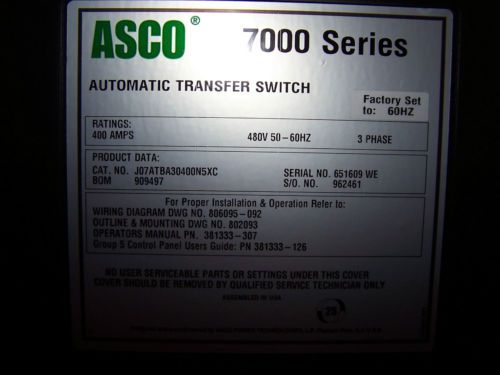 ASCO® 7000 Series
AUTOMATIC TRANSFER SWITCH
Factory Set
to: 60HZ
RATINGS:
400 AMPS 480V 50-60HZ 3 PHASE
PRODUCT DATA:
CAT. NO. J07ATBA30400N5XC SERIAL NO. 651609 WE
BOM 909497 S/O. NO. 962461
For Proper Installation & Operation Refer to:
WIRING DIAGRAM DWG NO. 806095-092
OUTLINE & MOUNTING DWG NO. 802093
OPERATORS MANUAL PN. 381333-307
Group 5 Control Panel Users Guide: PN 381333-126
NO USER SERVICEABLE PARTS OR SETTINGS UNDER THIS COVER
COVER SHOULD BE REMOVED BY QUALIFIED SERVICE TECHNICIAN ONLY
ASSEMBLED IN USA
25
ASCO POWER TECHNOLOGIES, L.P.